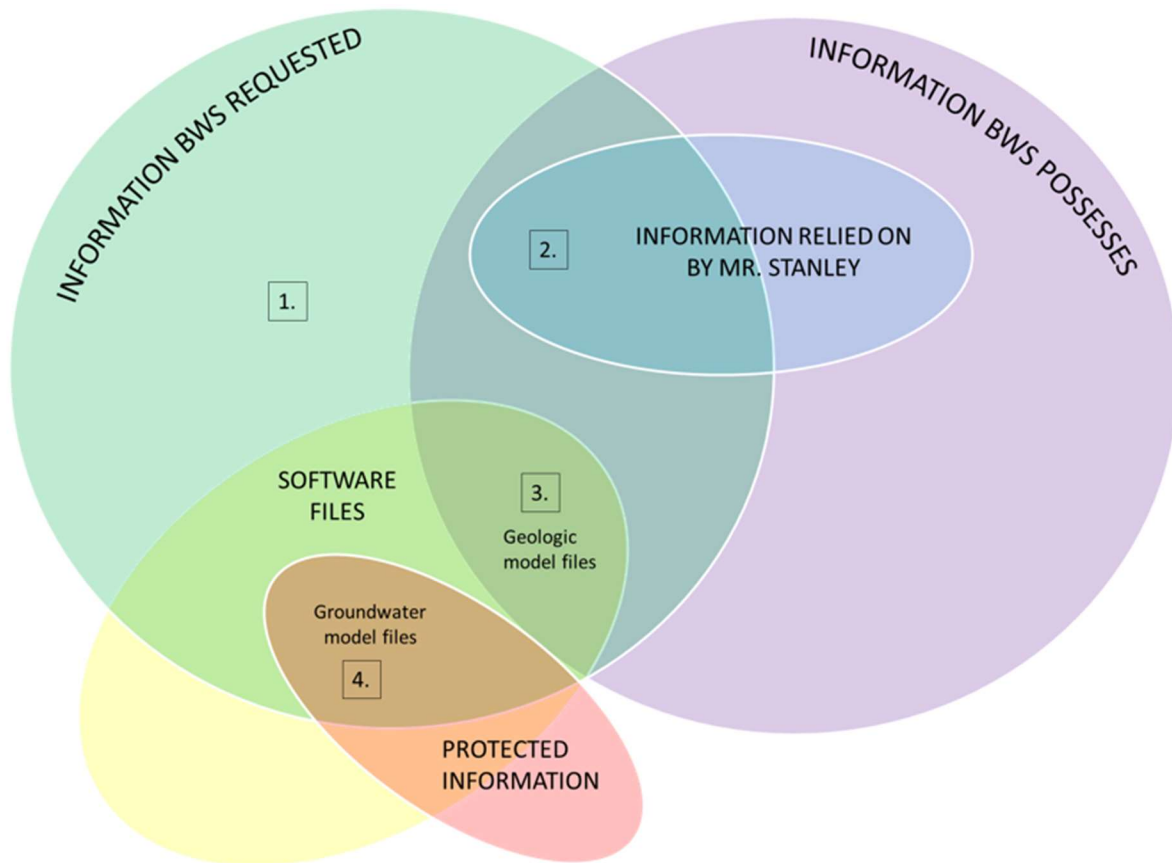 INFORMATION BWS REQUESTED
INFORMATION BWS POSSESSES
1.
2.
INFORMATION RELIED ON
BY MR. STANLEY
SOFTWARE
FILES
3.
Geologic
model files
Groundwater
model files
4.
PROTECTED
INFORMATION